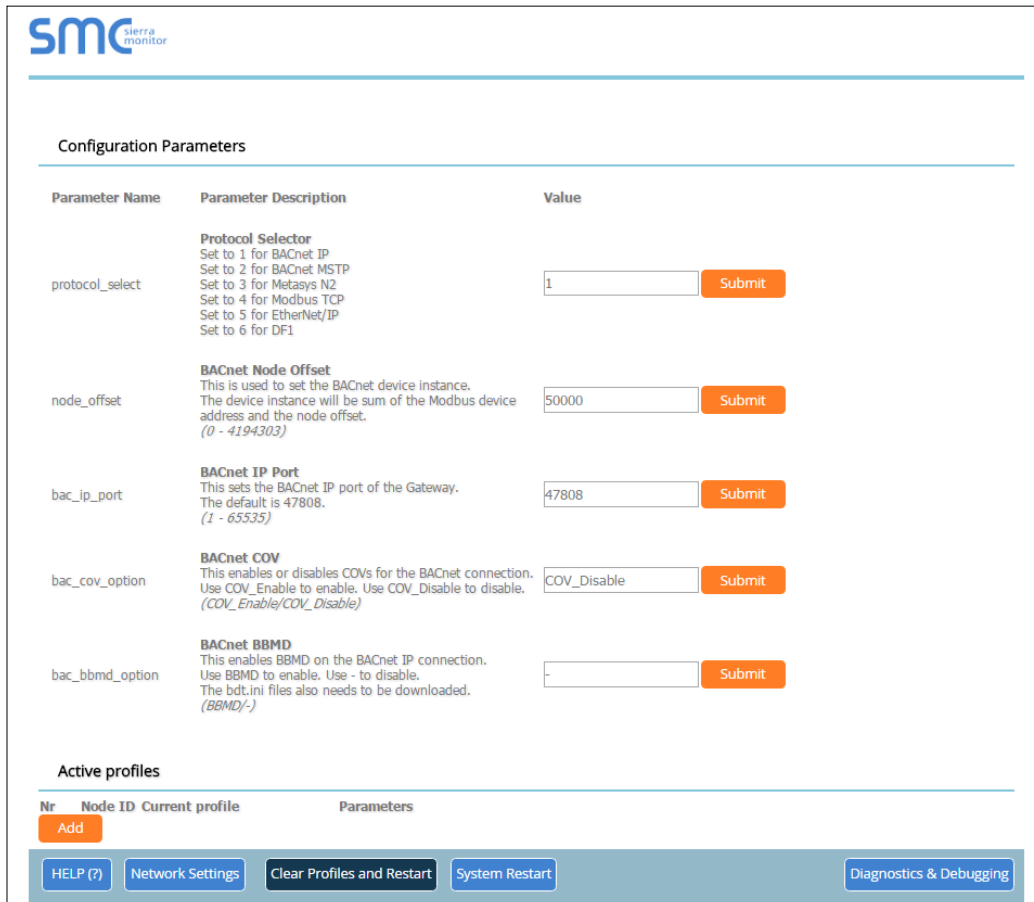 SMC sierra monitor
Configuration Parameters
Parameter Name Parameter Description Value
Protocol Selector
Set to 1 for BACnet IP
Set to 2 for BACnet MSTP
protocol_select Set to 3 for Metasys N2 1 Submit
Set to 4 for Modbus TCP
Set to 5 for EtherNet/IP
Set to 6 for DF1
BACnet Node Offset
This is used to set the BACnet device instance.
node_offset The device instance will be sum of the Modbus device 50000 Submit
address and the node offset.
(0 - 4194303)
BACnet IP Port
This sets the BACnet IP port of the Gateway.
bac_ip_port The default is 47808. 47808 Submit
(1 - 65535)
BACnet COV
This enables or disables COVs for the BACnet connection.
bac_cov_option Use COV_Enable to enable. Use COV_Disable to disable. COV_Disable Submit
(COV_Enable/COV_Disable)
BACnet BBMD
This enables BBMD on the BACnet IP connection.
bac_bbmd_option Use BBMD to enable. Use - to disable. - Submit
The bdt.ini files also needs to be downloaded.
(BBMD/-)
Active profiles
Nr Node ID Current profile Parameters
Add
HELP (?) Network Settings Clear Profiles and Restart System Restart Diagnostics & Debugging